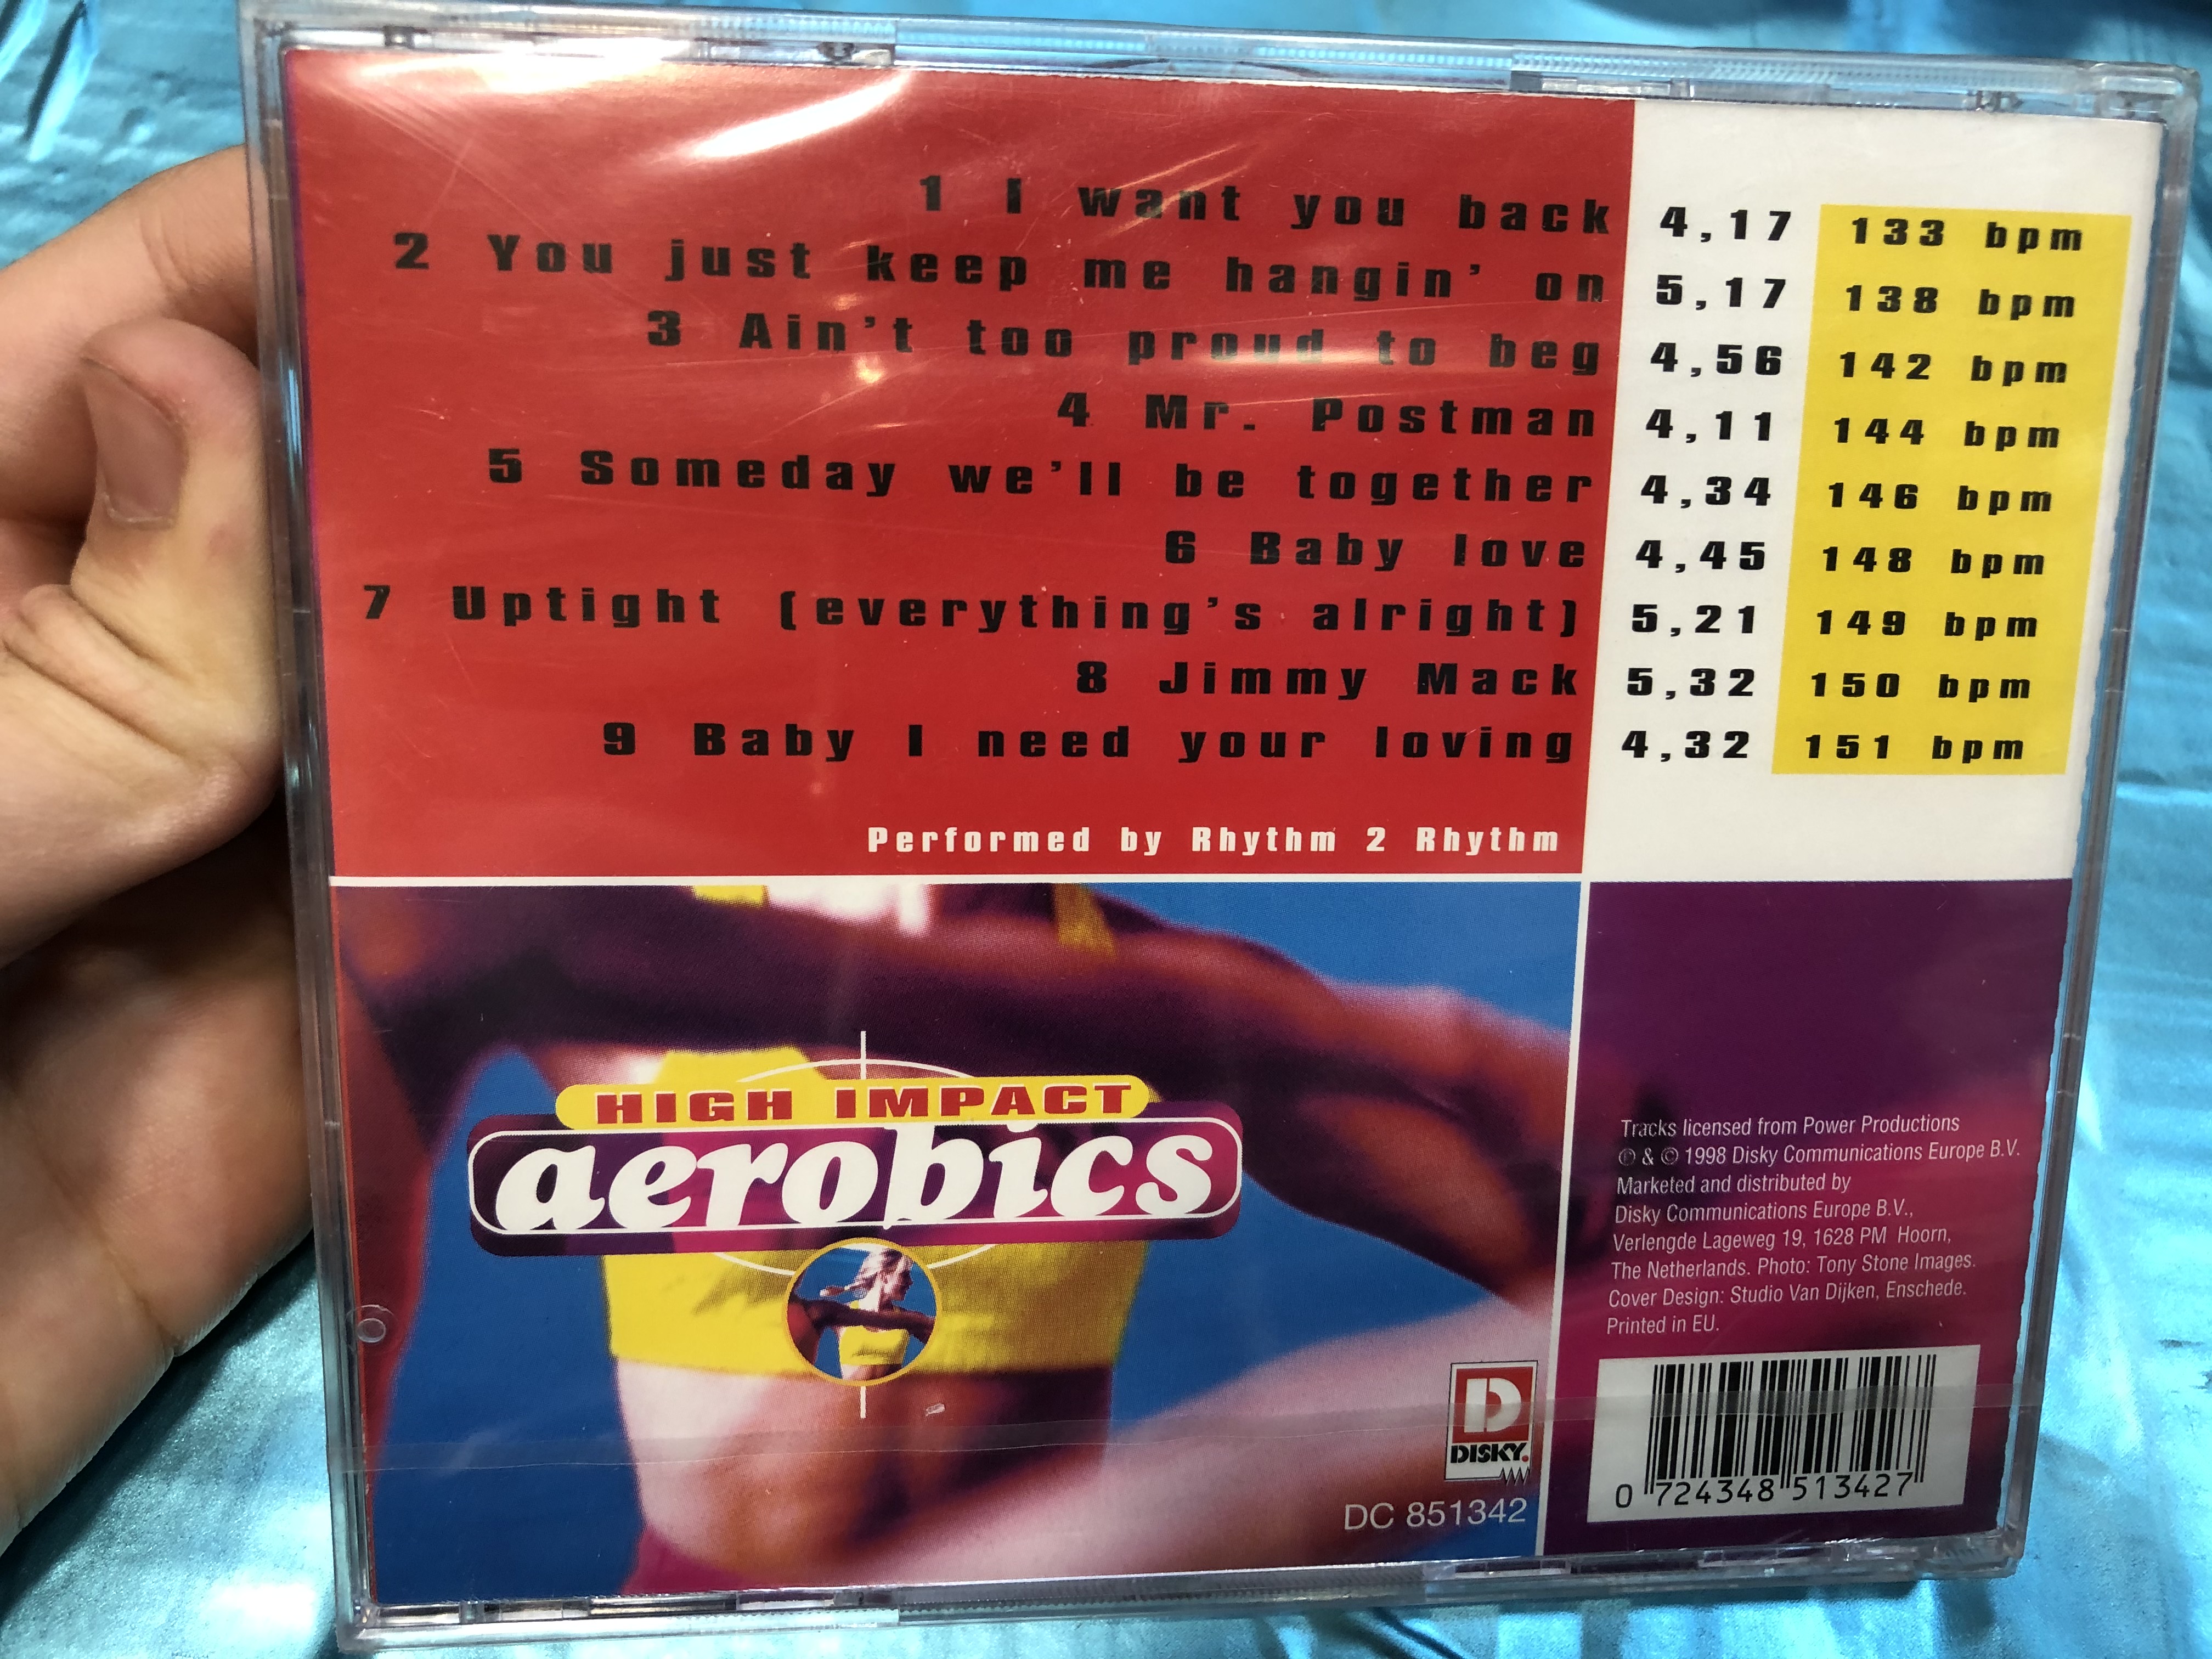 1 I want you back 4,17 133 bpm
2 You just keep me hangin' on 5,17 138 bpm
3 Ain't too proud to beg 4,56 142 bpm
4 Mr. Postman 4,11 144 bpm
5 Someday we'll be together 4,34 146 bpm
6 Baby love 4,45 148 bpm
7 Uptight (everything's alright) 5,21 149 bpm
8 Jimmy Mack 5,32 150 bpm
9 Baby I need your loving 4,32 151 bpm
Performed by Rhythm 2 Rhythm
HIGH IMPACT
aerobics
DISKY.
DC 851342
Tracks licensed from Power Productions
℗ & © 1998 Disky Communications Europe B.V.
Marketed and distributed by
Disky Communications Europe B.V.,
Verlengde Lageweg 19, 1628 PM Hoorn,
The Netherlands. Photo: Tony Stone Images.
Cover Design: Studio Van Dijken, Enschede.
Printed in EU.
0 724348 513427